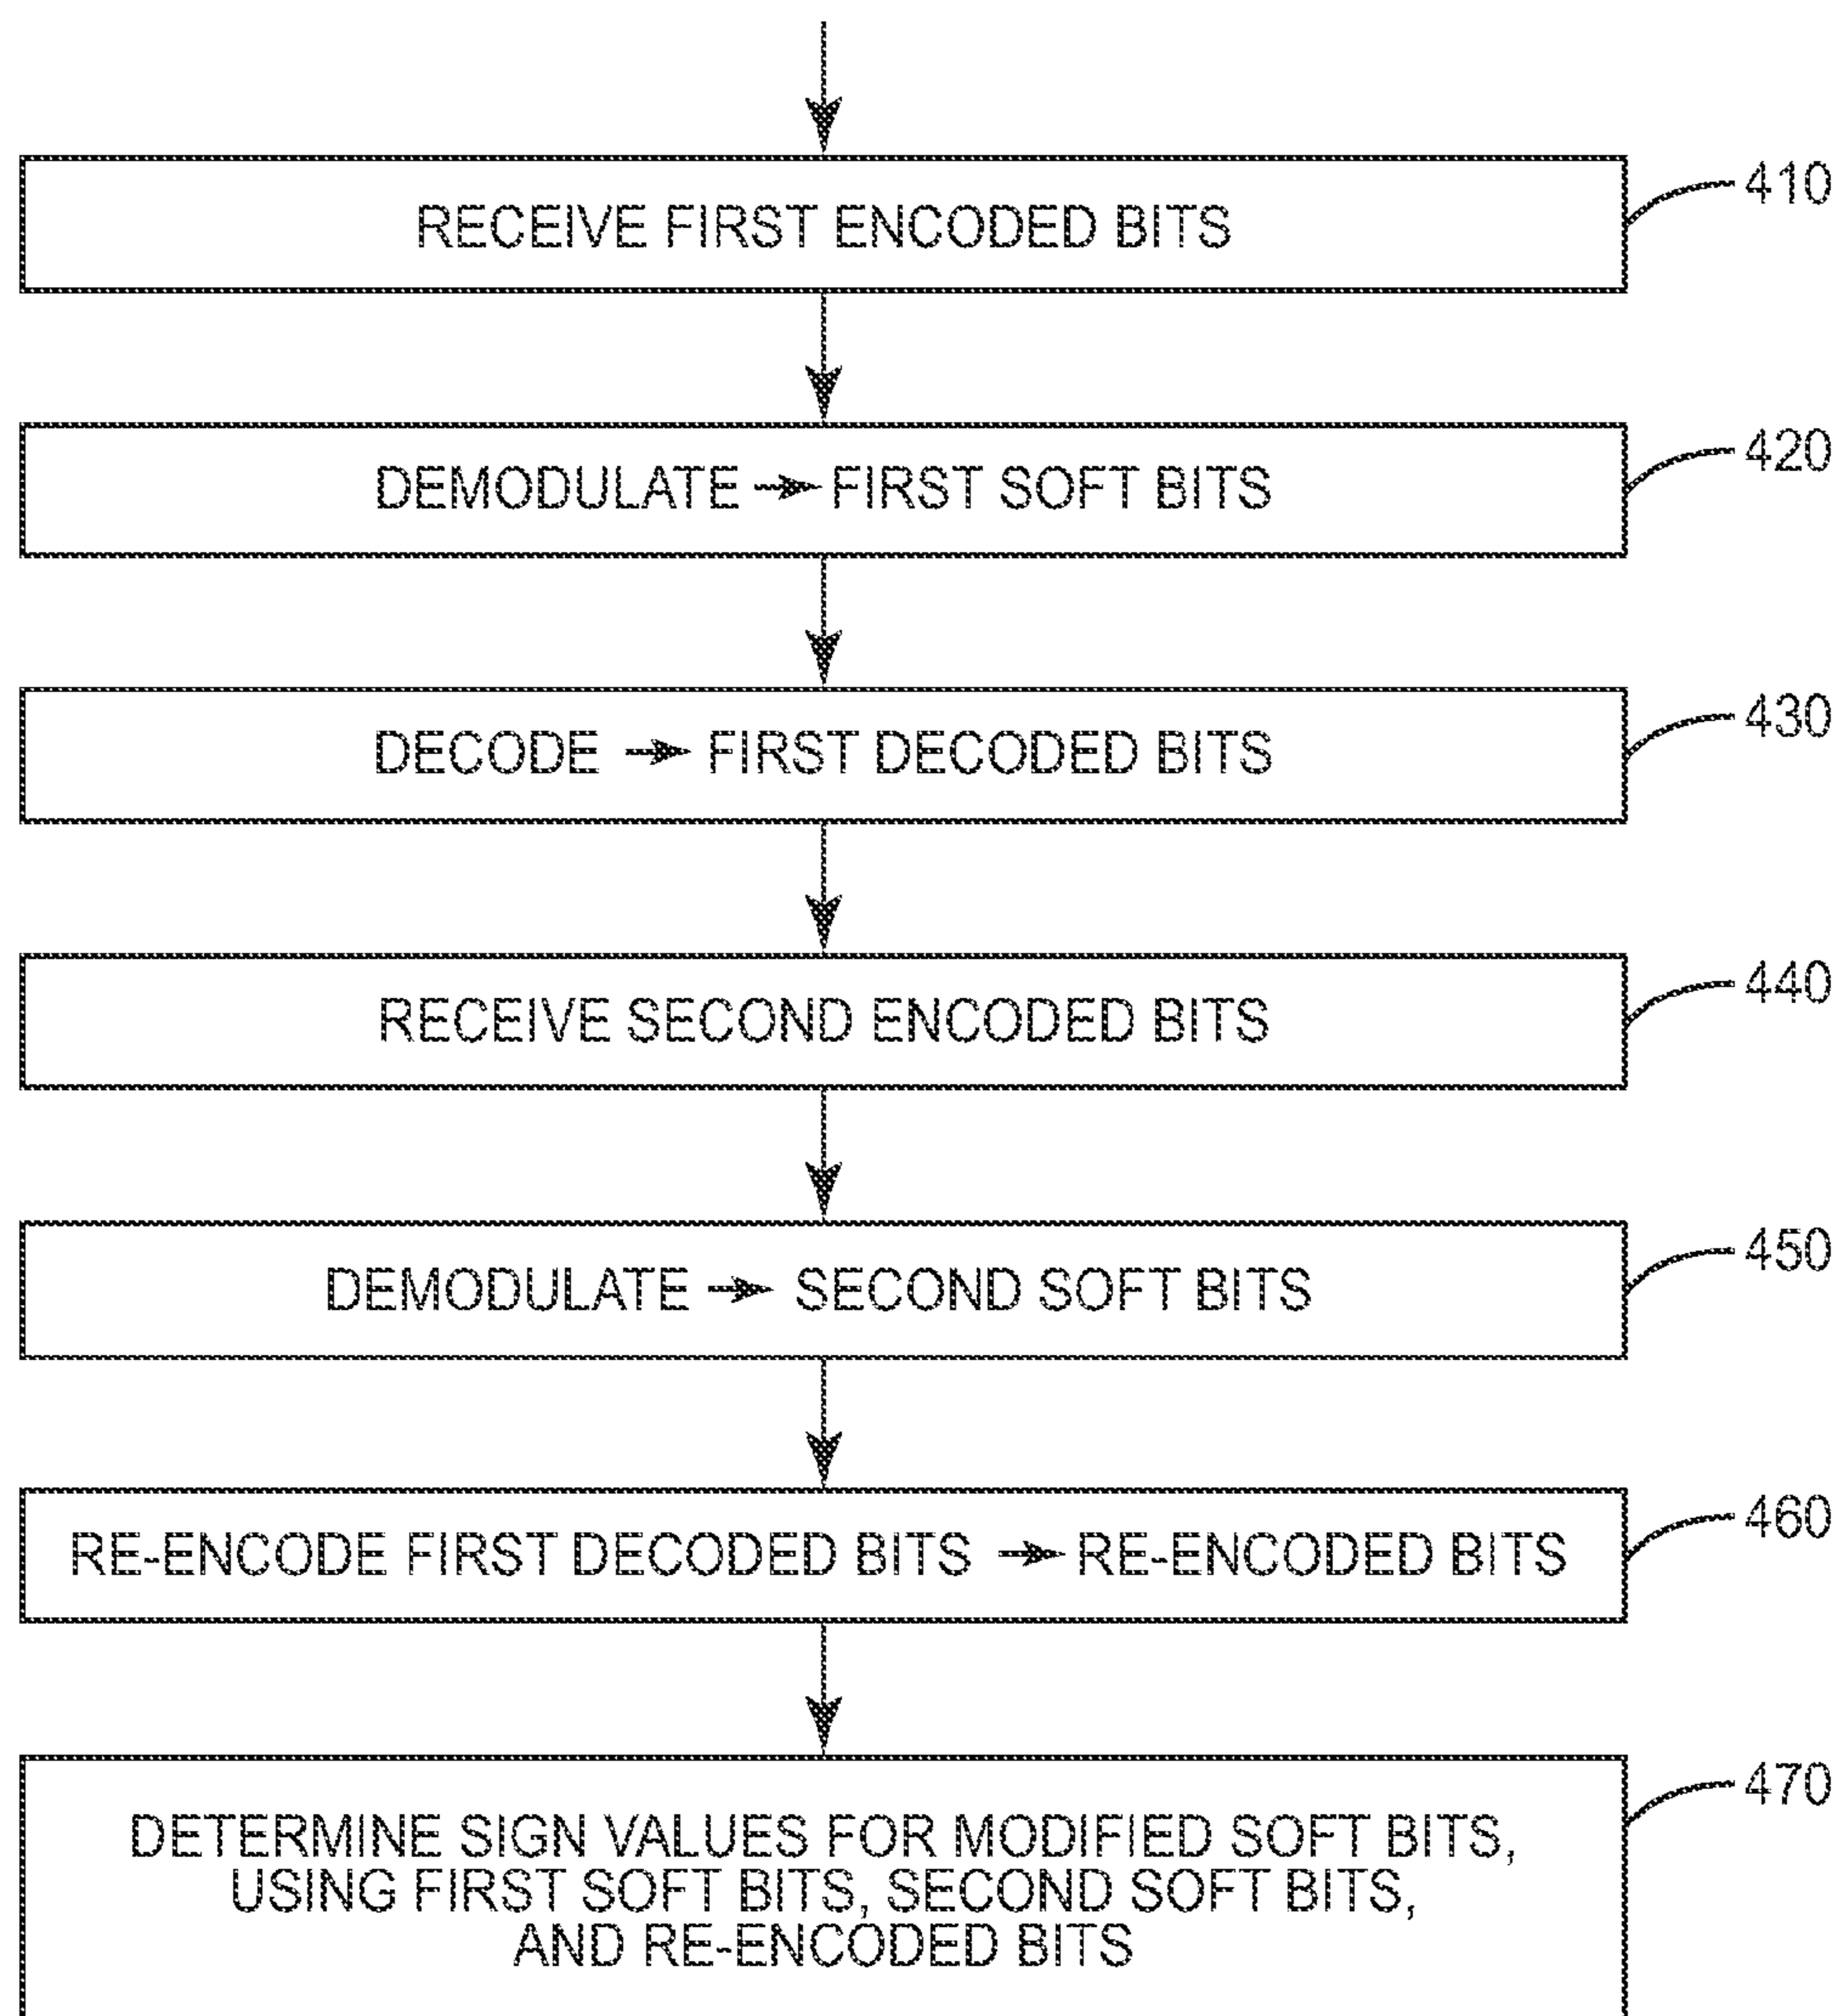 RECEIVE FIRST ENCODED BITS
410
DEMODULATE → FIRST SOFT BITS
420
DECODE → FIRST DECODED BITS
430
RECEIVE SECOND ENCODED BITS
440
DEMODULATE → SECOND SOFT BITS
450
RE-ENCODE FIRST DECODED BITS → RE-ENCODED BITS
460
DETERMINE SIGN VALUES FOR MODIFIED SOFT BITS,
USING FIRST SOFT BITS, SECOND SOFT BITS,
AND RE-ENCODED BITS
470